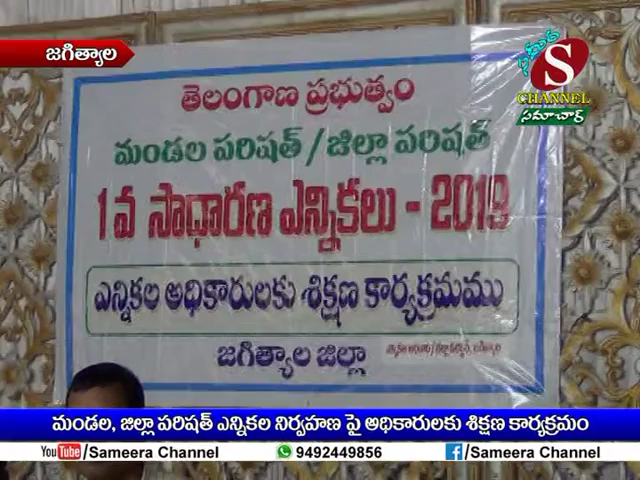 జగిత్యాల
సమీరా
S
CHANNEL
సమాచార్
తెలంగాణ ప్రభుత్వం
మండల పరిషత్ / జిల్లా పరిషత్
1వ సాధారణ ఎన్నికలు - 2019
ఎన్నికల అధికారులకు శిక్షణ కార్యక్రమము
జగిత్యాల జిల్లా
మండల, జిల్లా పరిషత్ ఎన్నికల నిర్వహణ పై అధికారులకు శిక్షణ కార్యక్రమం
YouTube /Sameera Channel 9492449856 f /Sameera Channel